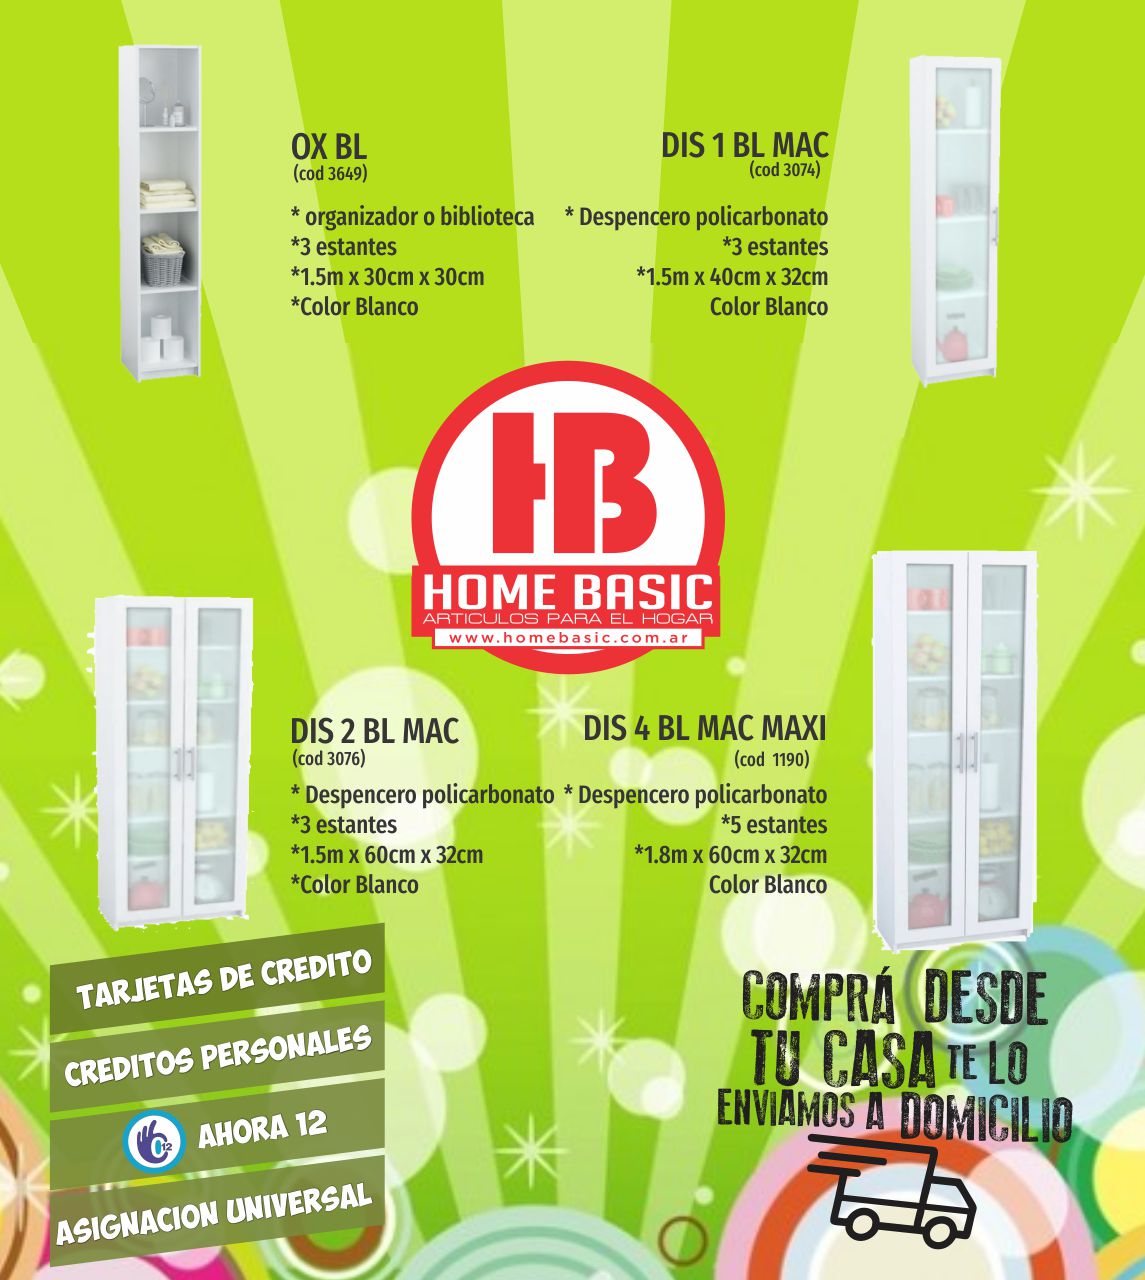 OX BL
(cod 3649)
* organizador o biblioteca
*3 estantes
*1.5m x 30cm x 30cm
*Color Blanco
DIS 1 BL MAC
(cod 3074)
* Despencero policarbonato
*3 estantes
*1.5m x 40cm x 32cm
Color Blanco
HB
HOME BASIC
ARTICULOS PARA EL HOGAR
www.homebasic.com.ar
DIS 2 BL MAC
(cod 3076)
* Despencero policarbonato
*3 estantes
*1.5m x 60cm x 32cm
*Color Blanco
DIS 4 BL MAC MAXI
(cod 1190)
* Despencero policarbonato
*5 estantes
*1.8m x 60cm x 32cm
Color Blanco
TARJETAS DE CREDITO
CREDITOS PERSONALES
12 AHORA 12
ASIGNACION UNIVERSAL
COMPRÁ DESDE
TU CASA TE LO
ENVIAMOS A DOMICILIO